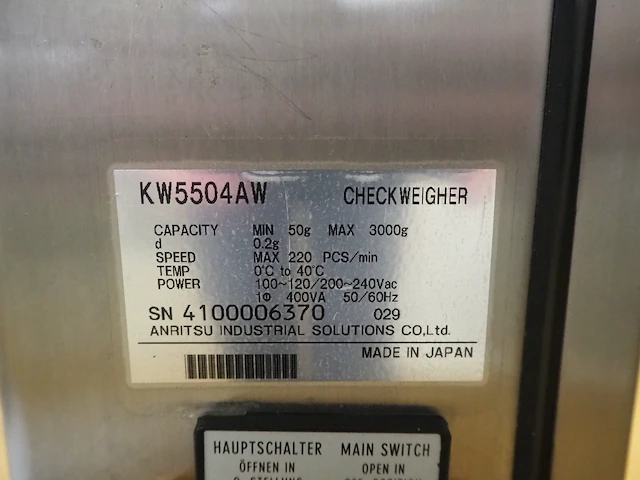 KW5504AW CHECKWEIGHER
CAPACITY MIN 50g MAX 3000g
d 0.2g
SPEED MAX 220 PCS/min
TEMP 0℃ to 40℃
POWER 100~120/200~240Vac
1Φ 400VA 50/60Hz
SN 4100006370 029
ANRITSU INDUSTRIAL SOLUTIONS CO,Ltd.
MADE IN JAPAN
HAUPTSCHALTER MAIN SWITCH
ÖFFNEN IN OPEN IN